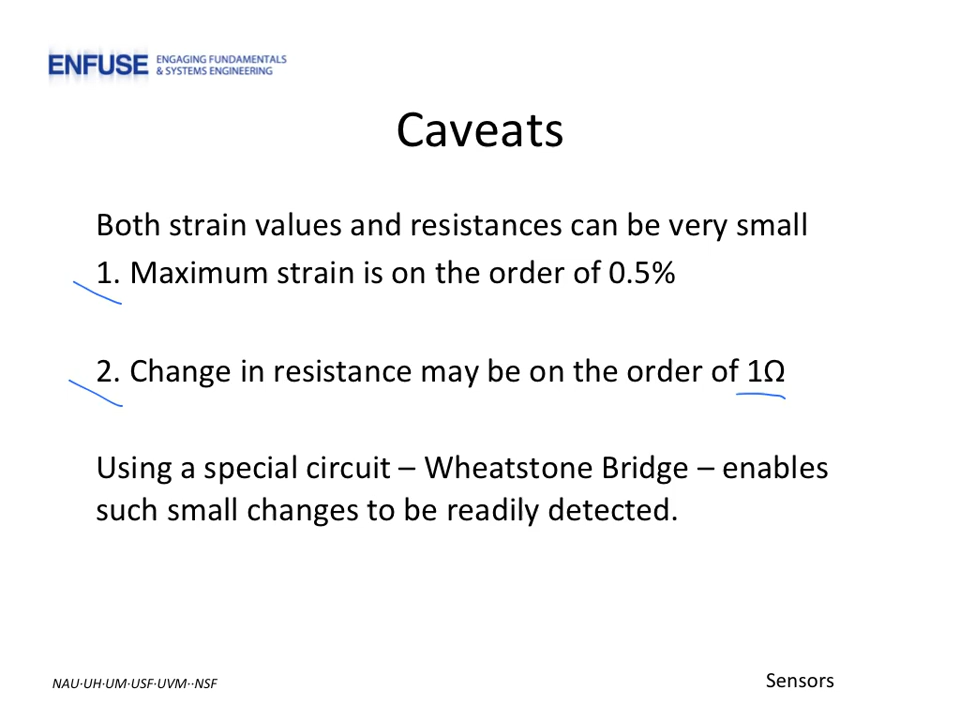 ENFUSE ENGAGING FUNDAMENTALS
& SYSTEMS ENGINEERING
Caveats
Both strain values and resistances can be very small
1. Maximum strain is on the order of 0.5%
2. Change in resistance may be on the order of 1Ω
Using a special circuit – Wheatstone Bridge – enables
such small changes to be readily detected.
NAU·UH·UM·USF·UVM··NSF
Sensors